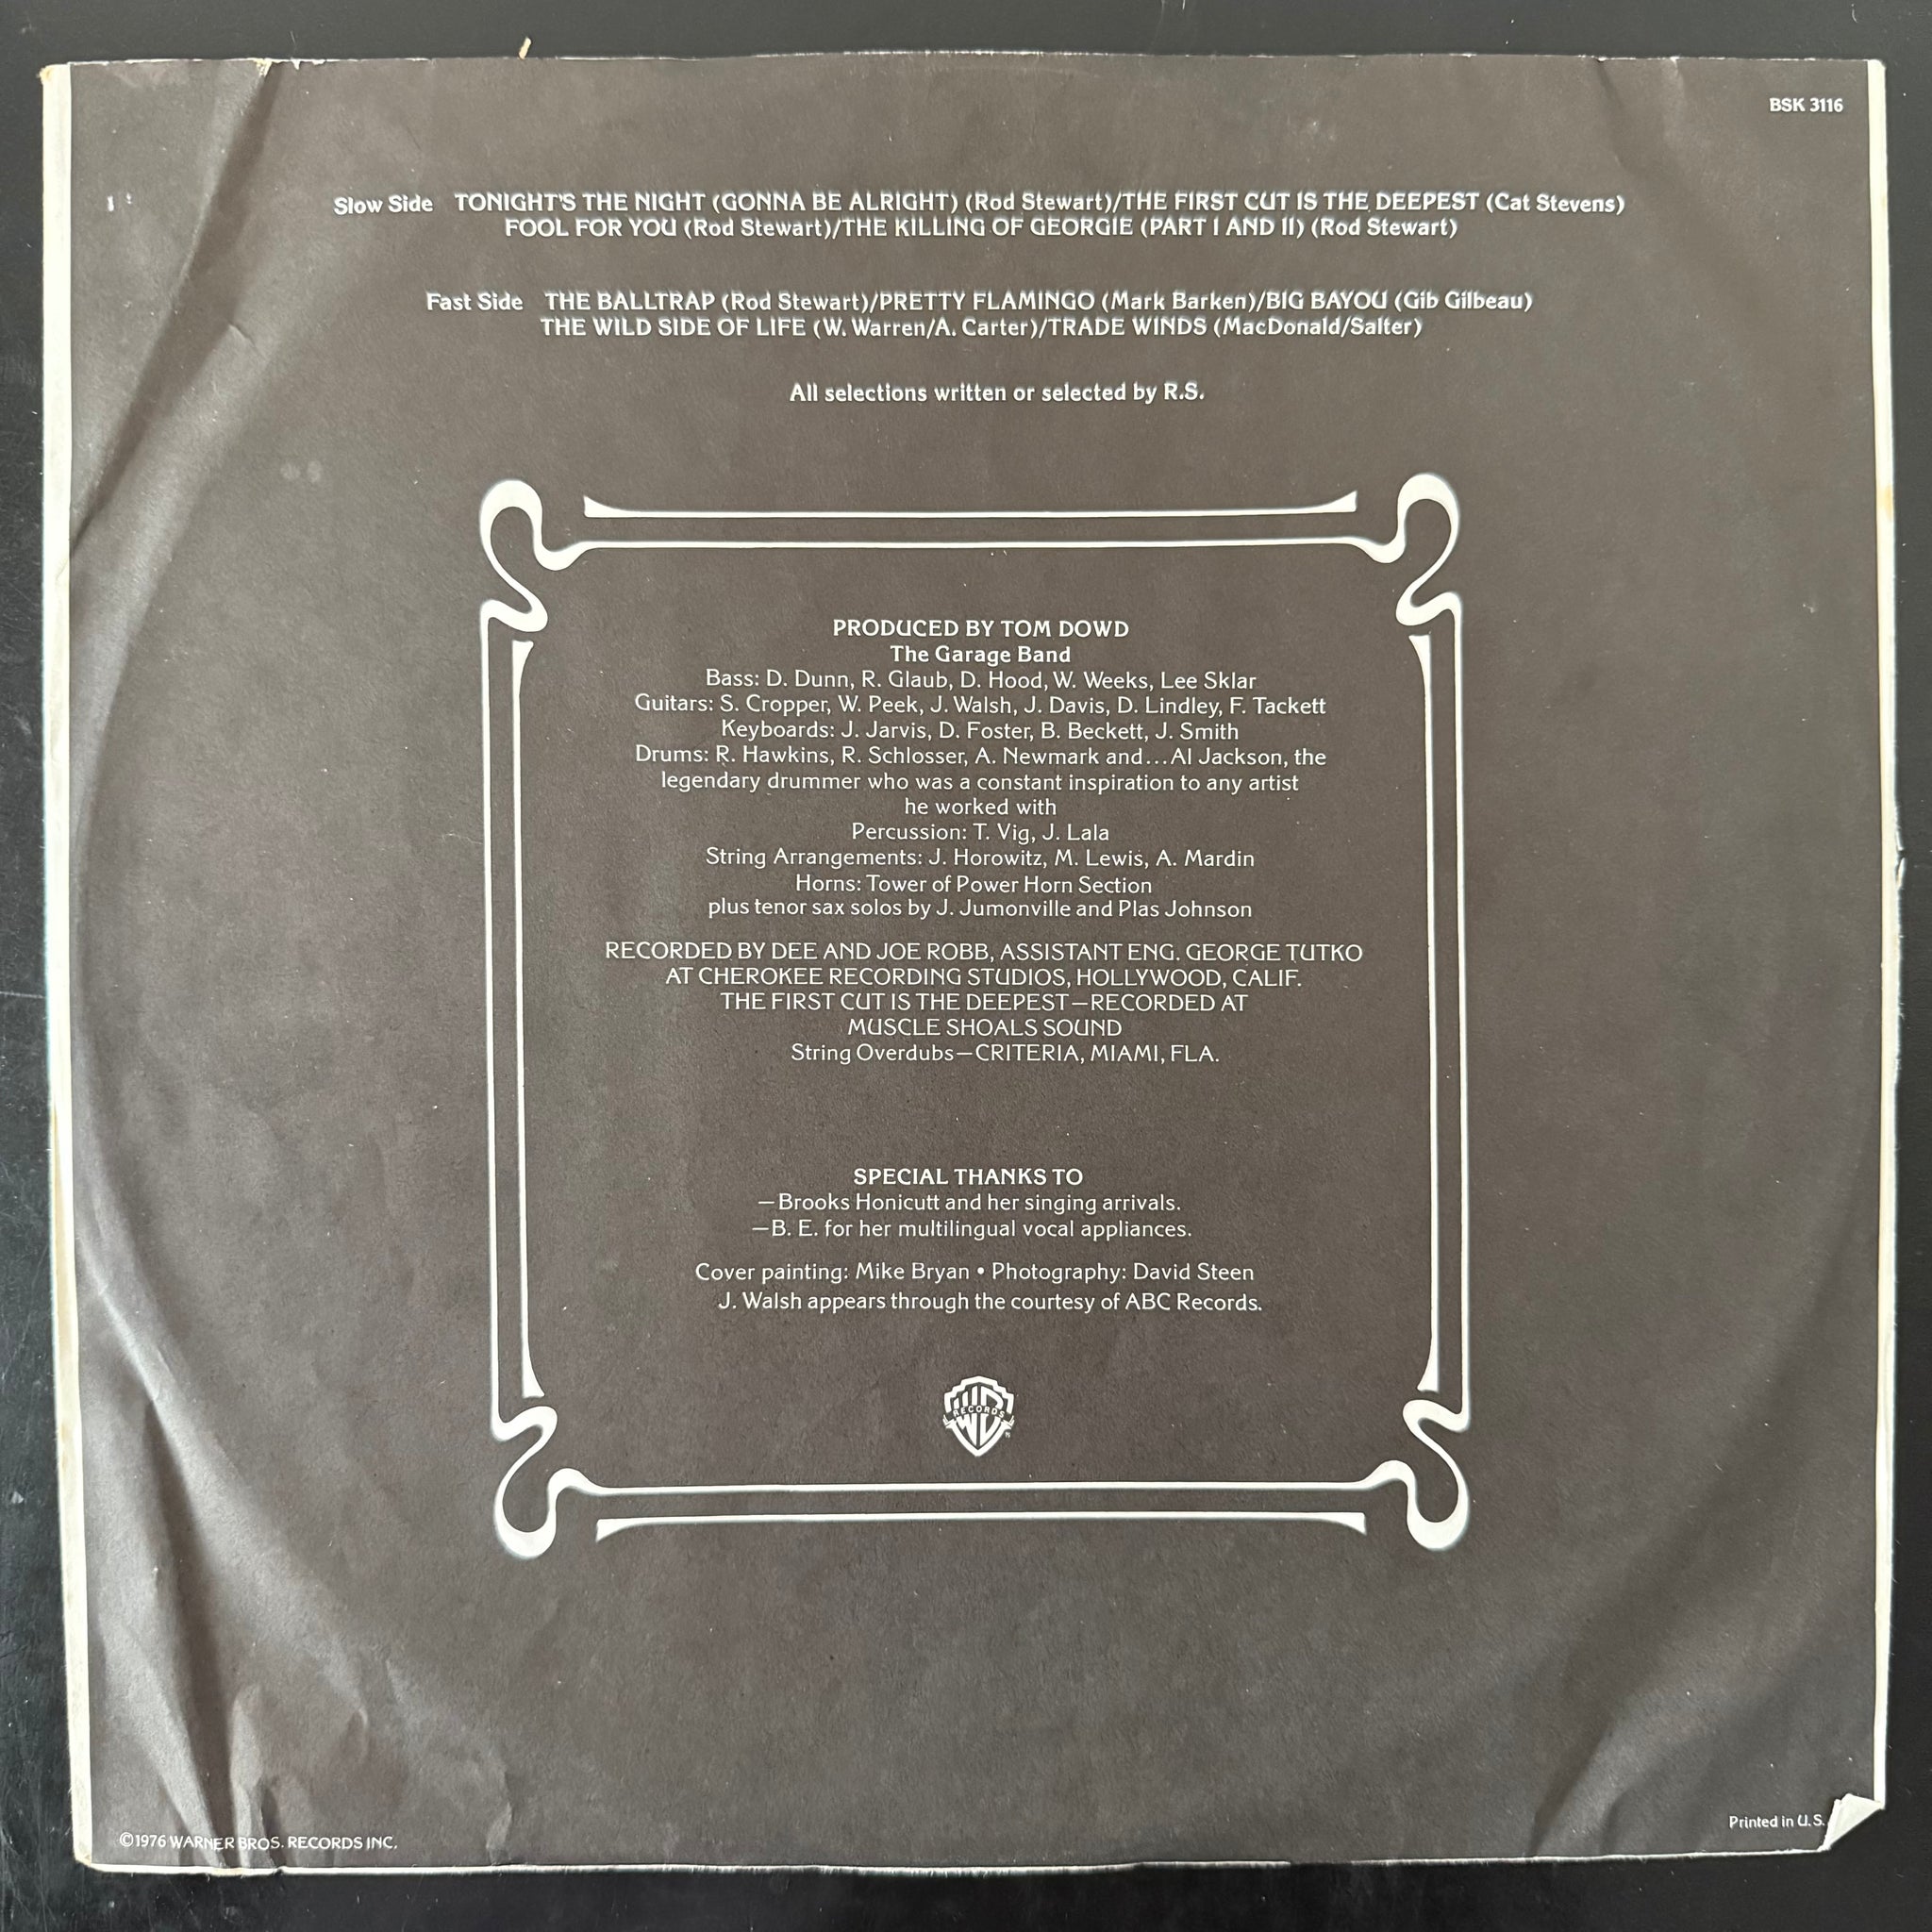 BSK 3116
Slow Side TONIGHT'S THE NIGHT (GONNA BE ALRIGHT) (Rod Stewart)/THE FIRST CUT IS THE DEEPEST (Cat Stevens)
FOOL FOR YOU (Rod Stewart)/THE KILLING OF GEORGIE (PART I AND II) (Rod Stewart)
Fast Side THE BALLTRAP (Rod Stewart)/PRETTY FLAMINGO (Mark Barken)/BIG BAYOU (Gib Gilbeau)
THE WILD SIDE OF LIFE (W. Warren/A. Carter)/TRADE WINDS (MacDonald/Salter)
All selections written or selected by R.S.
PRODUCED BY TOM DOWD
The Garage Band
Bass: D. Dunn, R. Glaub, D. Hood, W. Weeks, Lee Sklar
Guitars: S. Cropper, W. Peek, J. Walsh, J. Davis, D. Lindley, F. Tackett
Keyboards: J. Jarvis, D. Foster, B. Beckett, J. Smith
Drums: R. Hawkins, R. Schlosser, A. Newmark and...Al Jackson, the
legendary drummer who was a constant inspiration to any artist
he worked with
Percussion: T. Vig, J. Lala
String Arrangements: J. Horowitz, M. Lewis, A. Mardin
Horns: Tower of Power Horn Section
plus tenor sax solos by J. Jumonville and Plas Johnson
RECORDED BY DEE AND JOE ROBB, ASSISTANT ENG. GEORGE TUTKO
AT CHEROKEE RECORDING STUDIOS, HOLLYWOOD, CALIF.
THE FIRST CUT IS THE DEEPEST—RECORDED AT
MUSCLE SHOALS SOUND
String Overdubs—CRITERIA, MIAMI, FLA.
SPECIAL THANKS TO
—Brooks Honicutt and her singing arrivals.
—B. E. for her multilingual vocal appliances.
Cover painting: Mike Bryan • Photography: David Steen
J. Walsh appears through the courtesy of ABC Records.
WB RECORDS ®
Printed in U.S.
©1976 WARNER BROS. RECORDS INC.